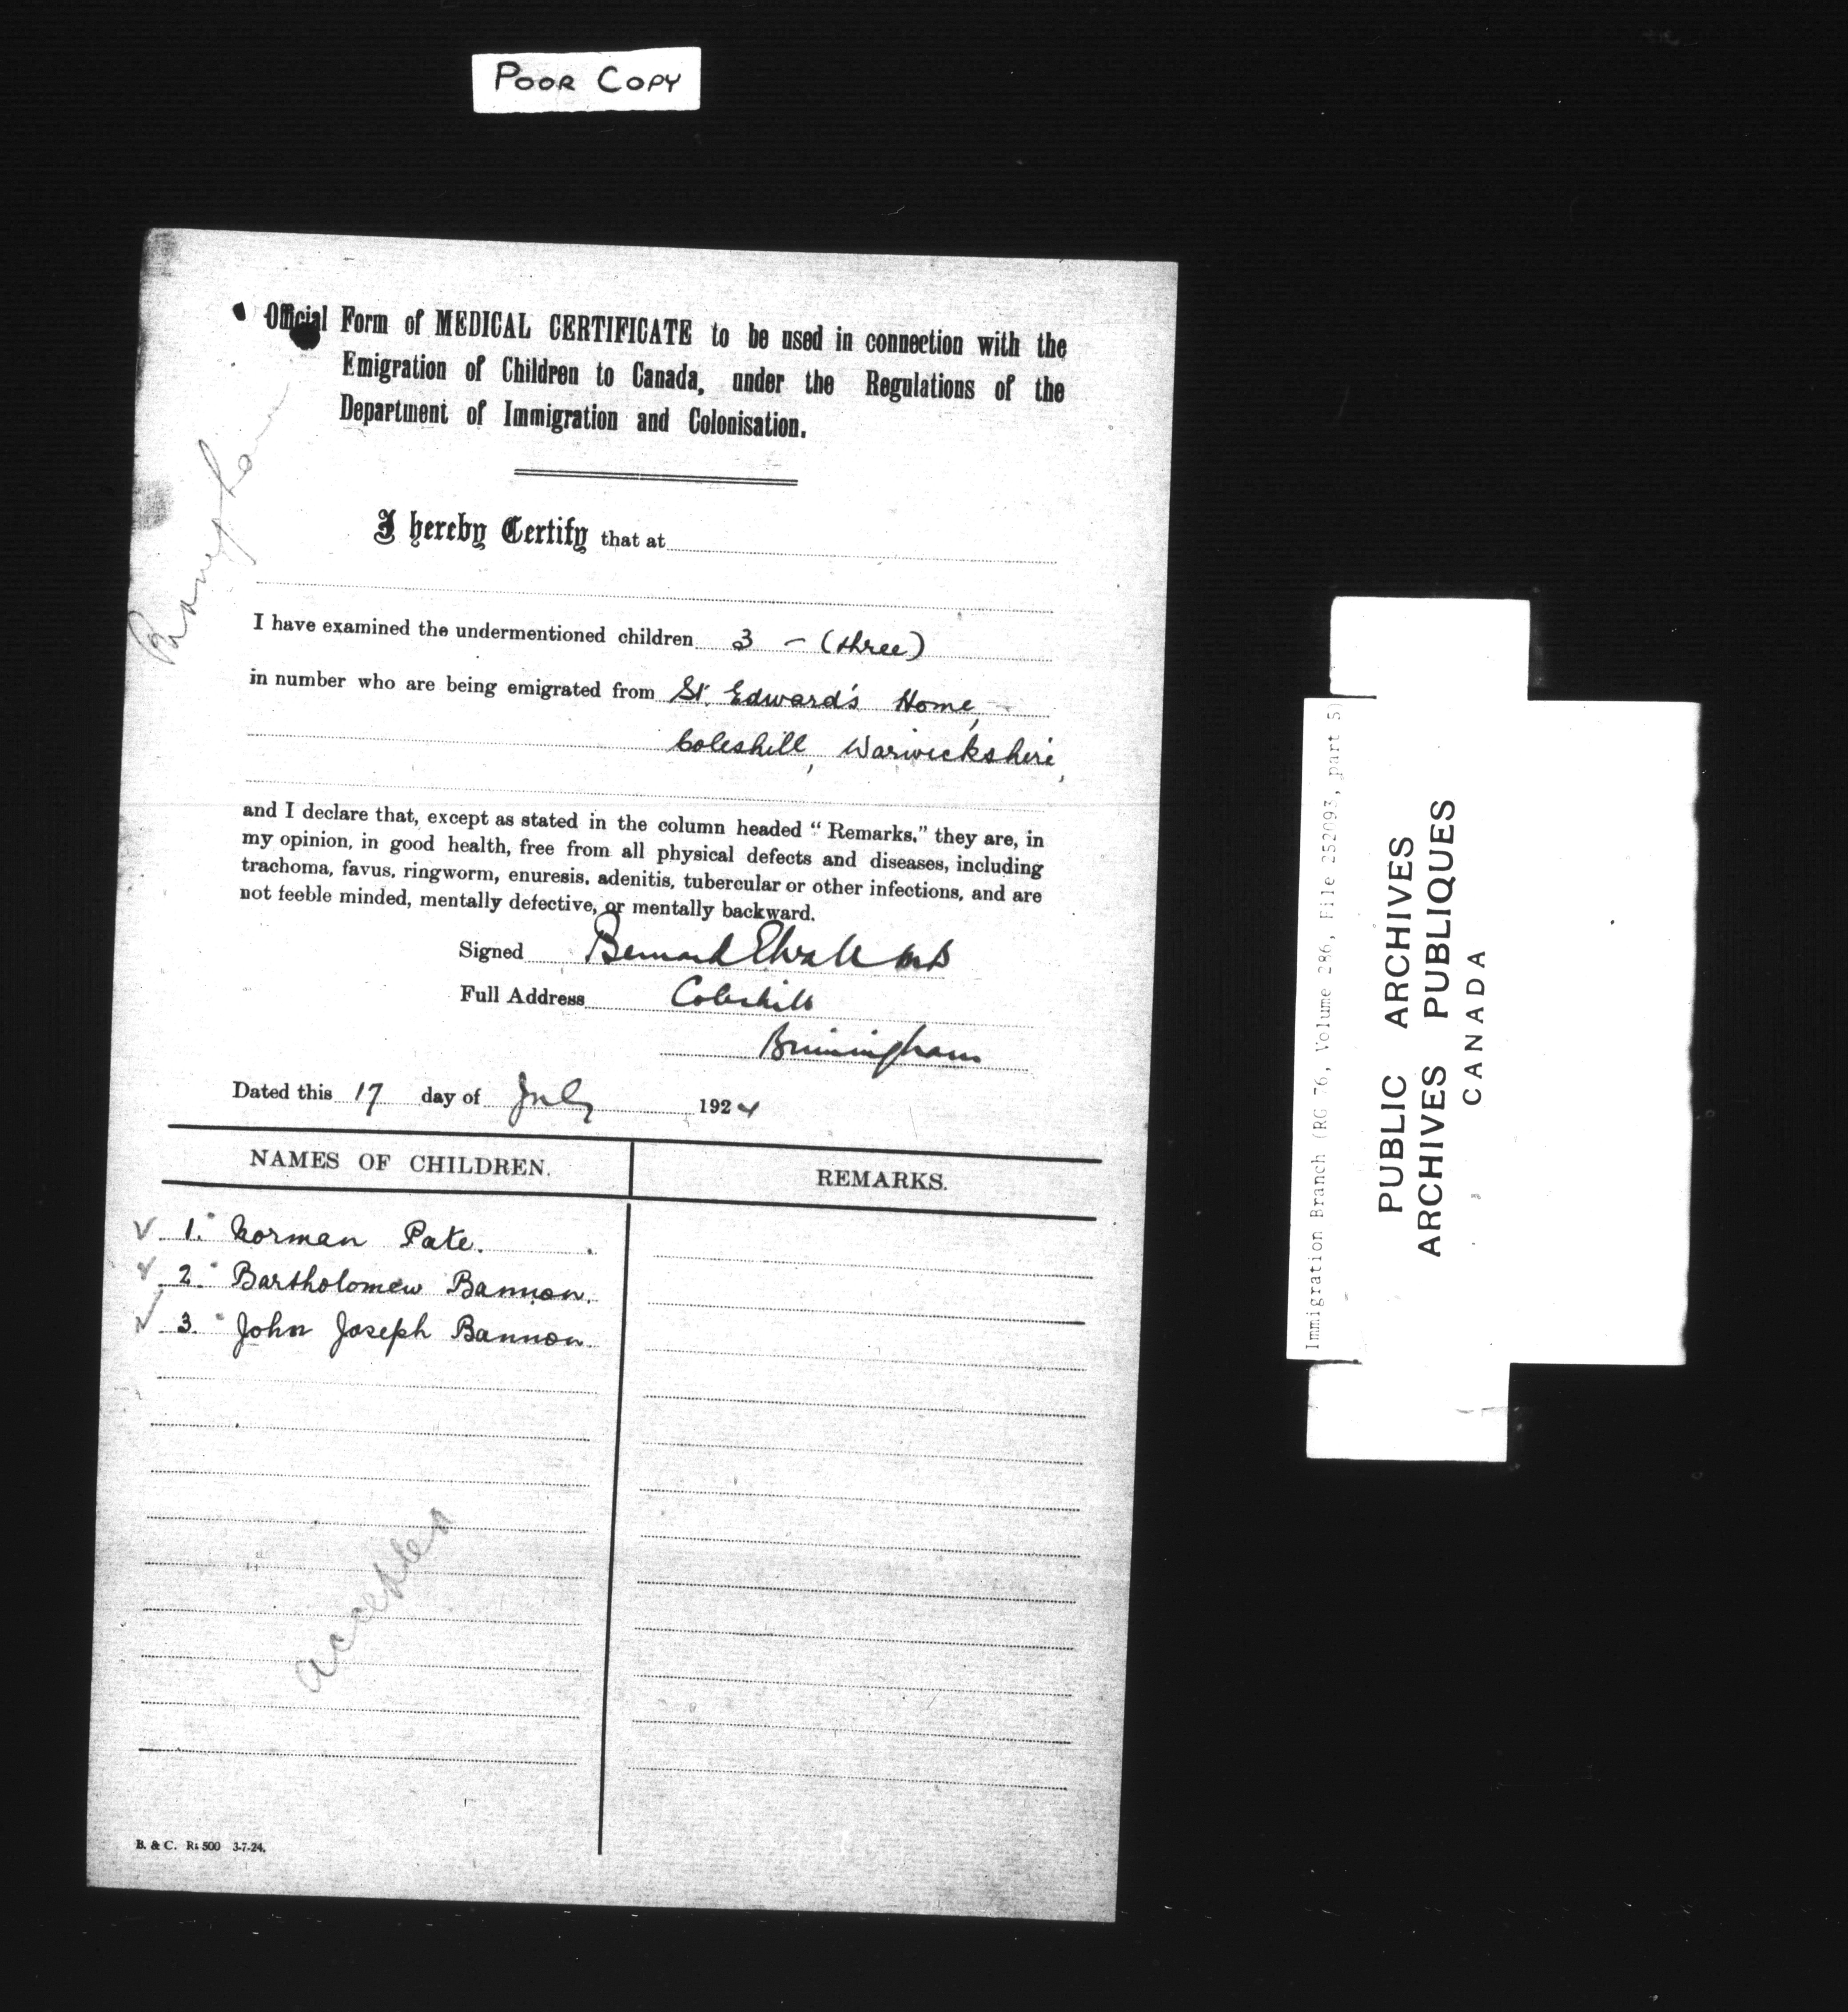 POOR COPY
Official Form of MEDICAL CERTIFICATE to be used in connection with the
Emigration of Children to Canada, under the Regulations of the
Department of Immigration and Colonisation.
I hereby Certify that at
I have examined the undermentioned children 3 - (three)
in number who are being emigrated from St. Edward's Home,
Coleshill, Warwickshire,
and I declare that, except as stated in the column headed "Remarks," they are, in
my opinion, in good health, free from all physical defects and diseases, including
trachoma, favus, ringworm, enuresis, adenitis, tubercular or other infections, and are
not feeble minded, mentally defective, or mentally backward.
Signed Bernard
Full Address Coleshill
Birmingham
Dated this 17 day of July 1924
NAMES OF CHILDREN. REMARKS.
1. Norman Pate.
2. Bartholomew Bannon.
3. John Joseph Bannon.
accepted
B. & C. Rt 500 3-7-24.
Immigration Branch (RG 76, Volume 286, File 252093, part 5)
PUBLIC ARCHIVES
ARCHIVES PUBLIQUES
CANADA